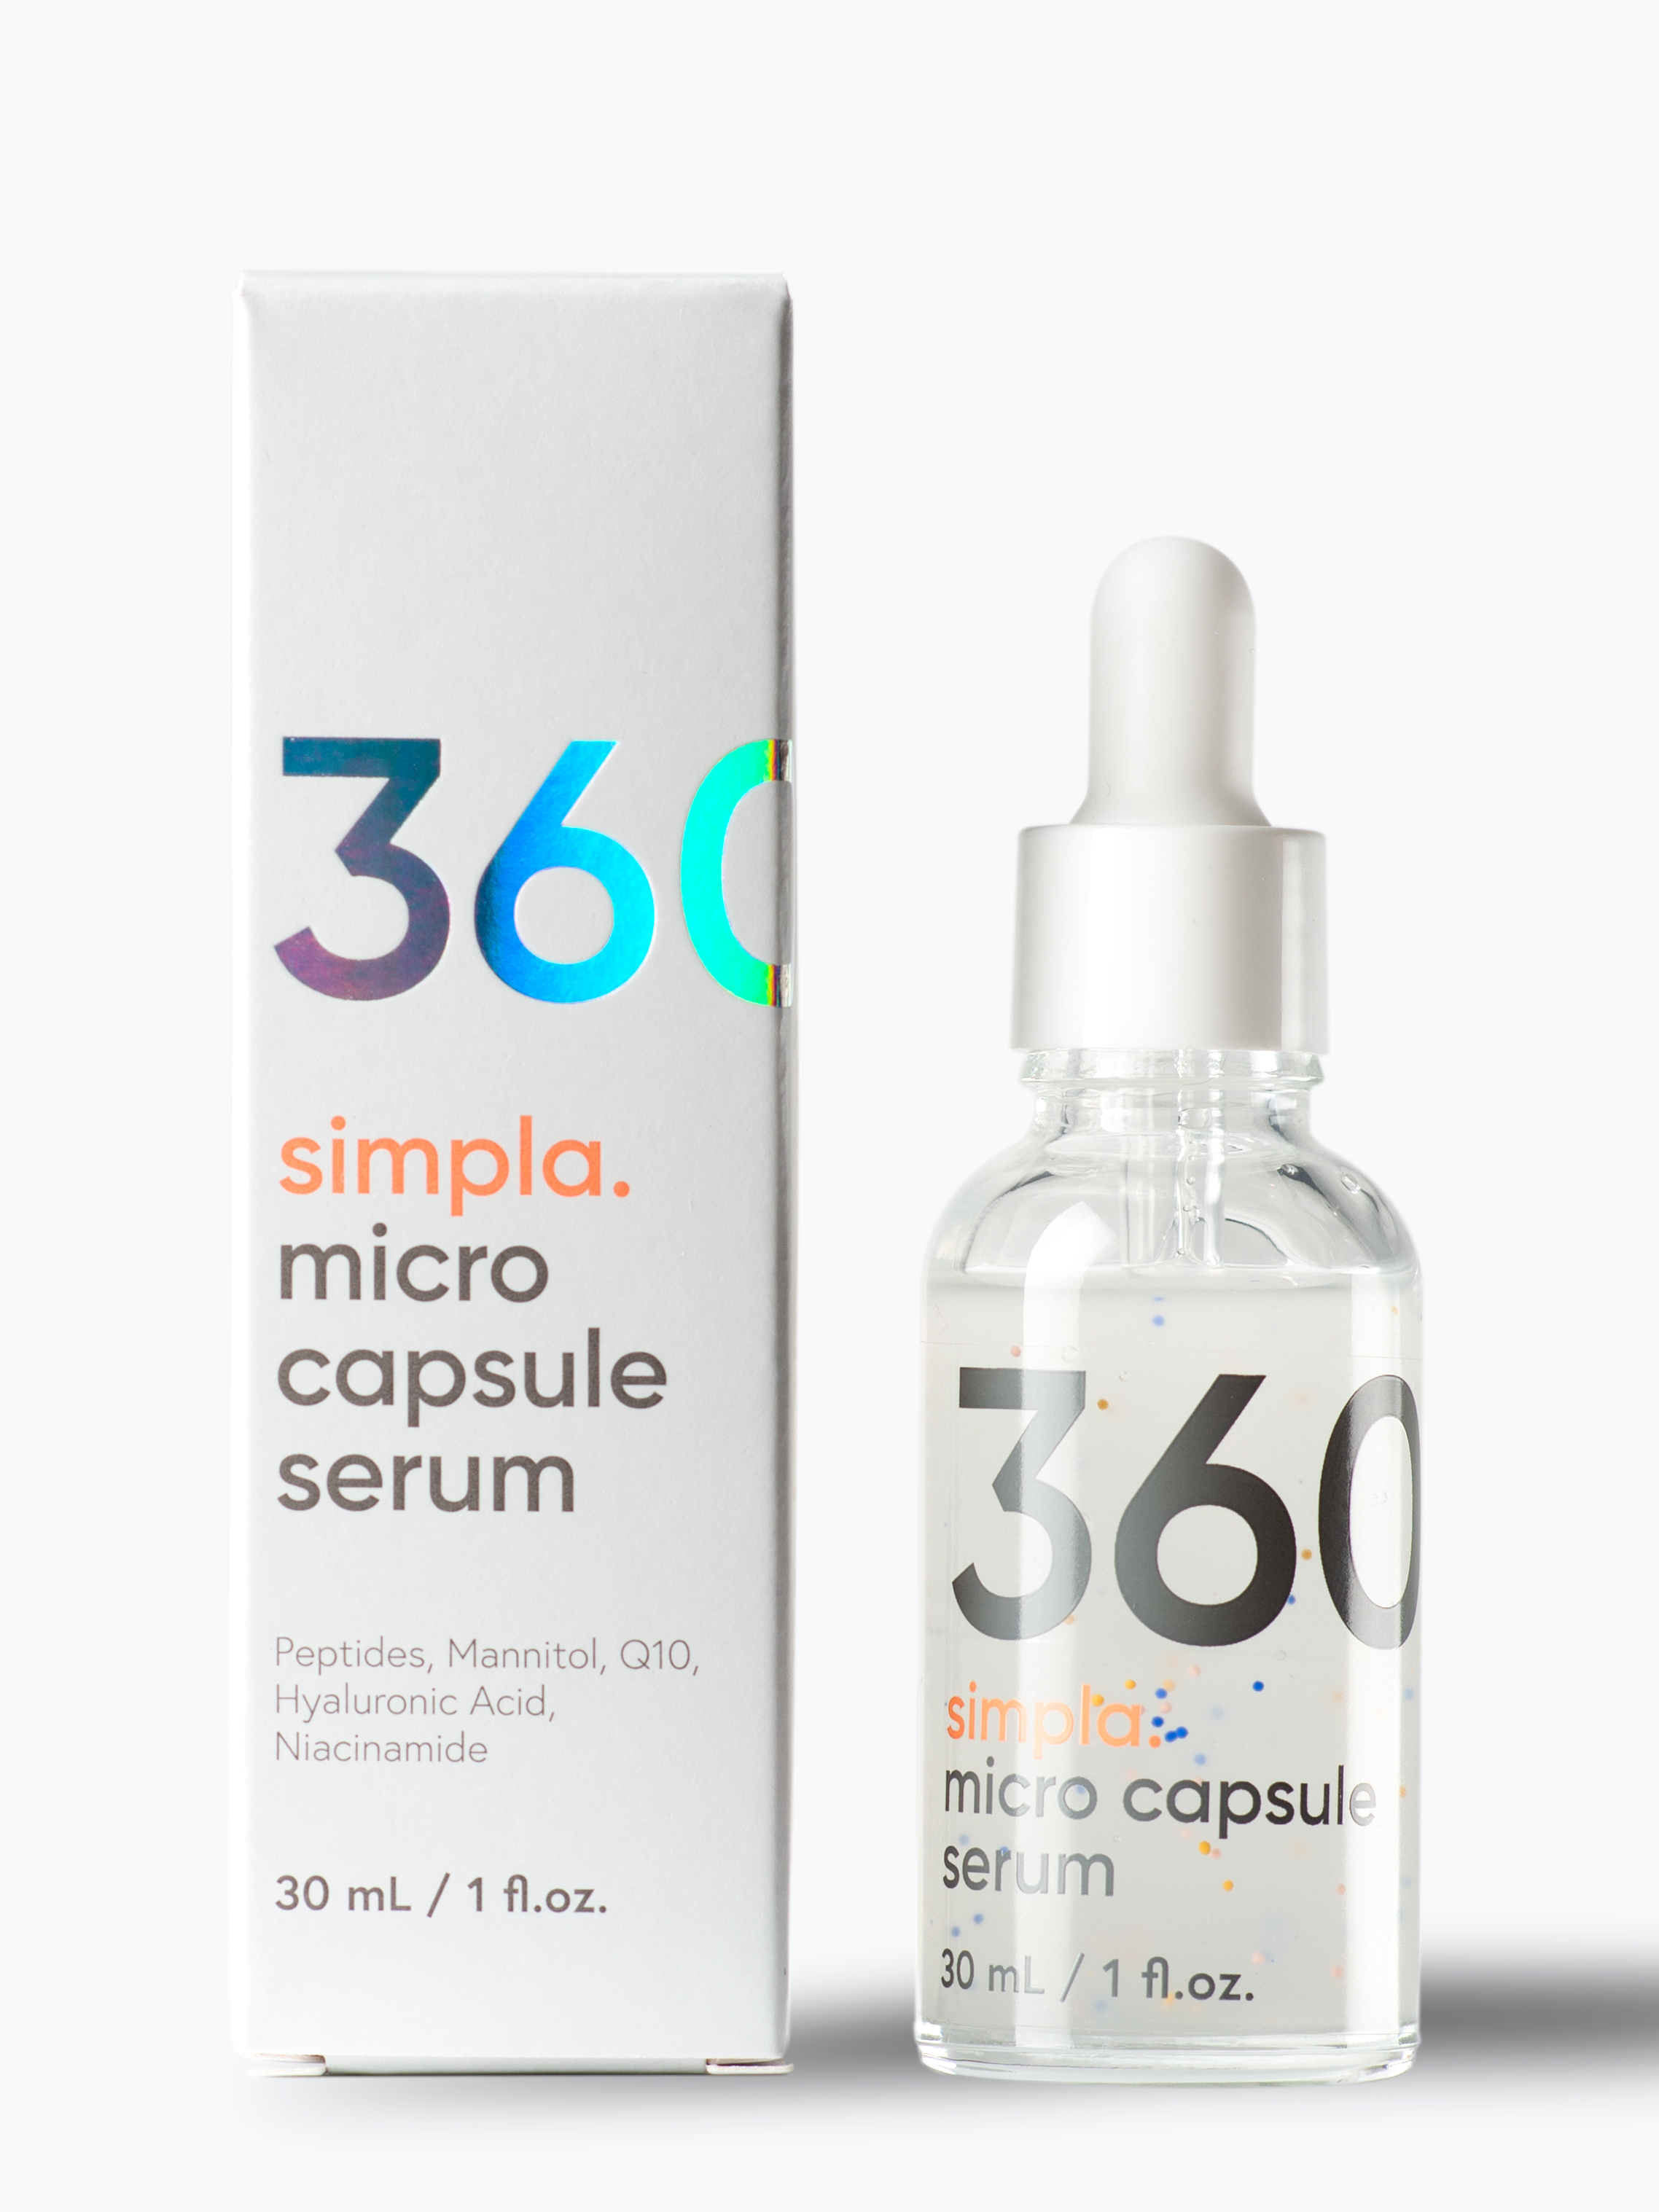 360
simpla.
micro
capsule
serum
Peptides, Mannitol, Q10,
Hyaluronic Acid,
Niacinamide
30 mL / 1 fl.oz.
360
simpla.
micro capsule
serum
30 mL / 1 fl.oz.